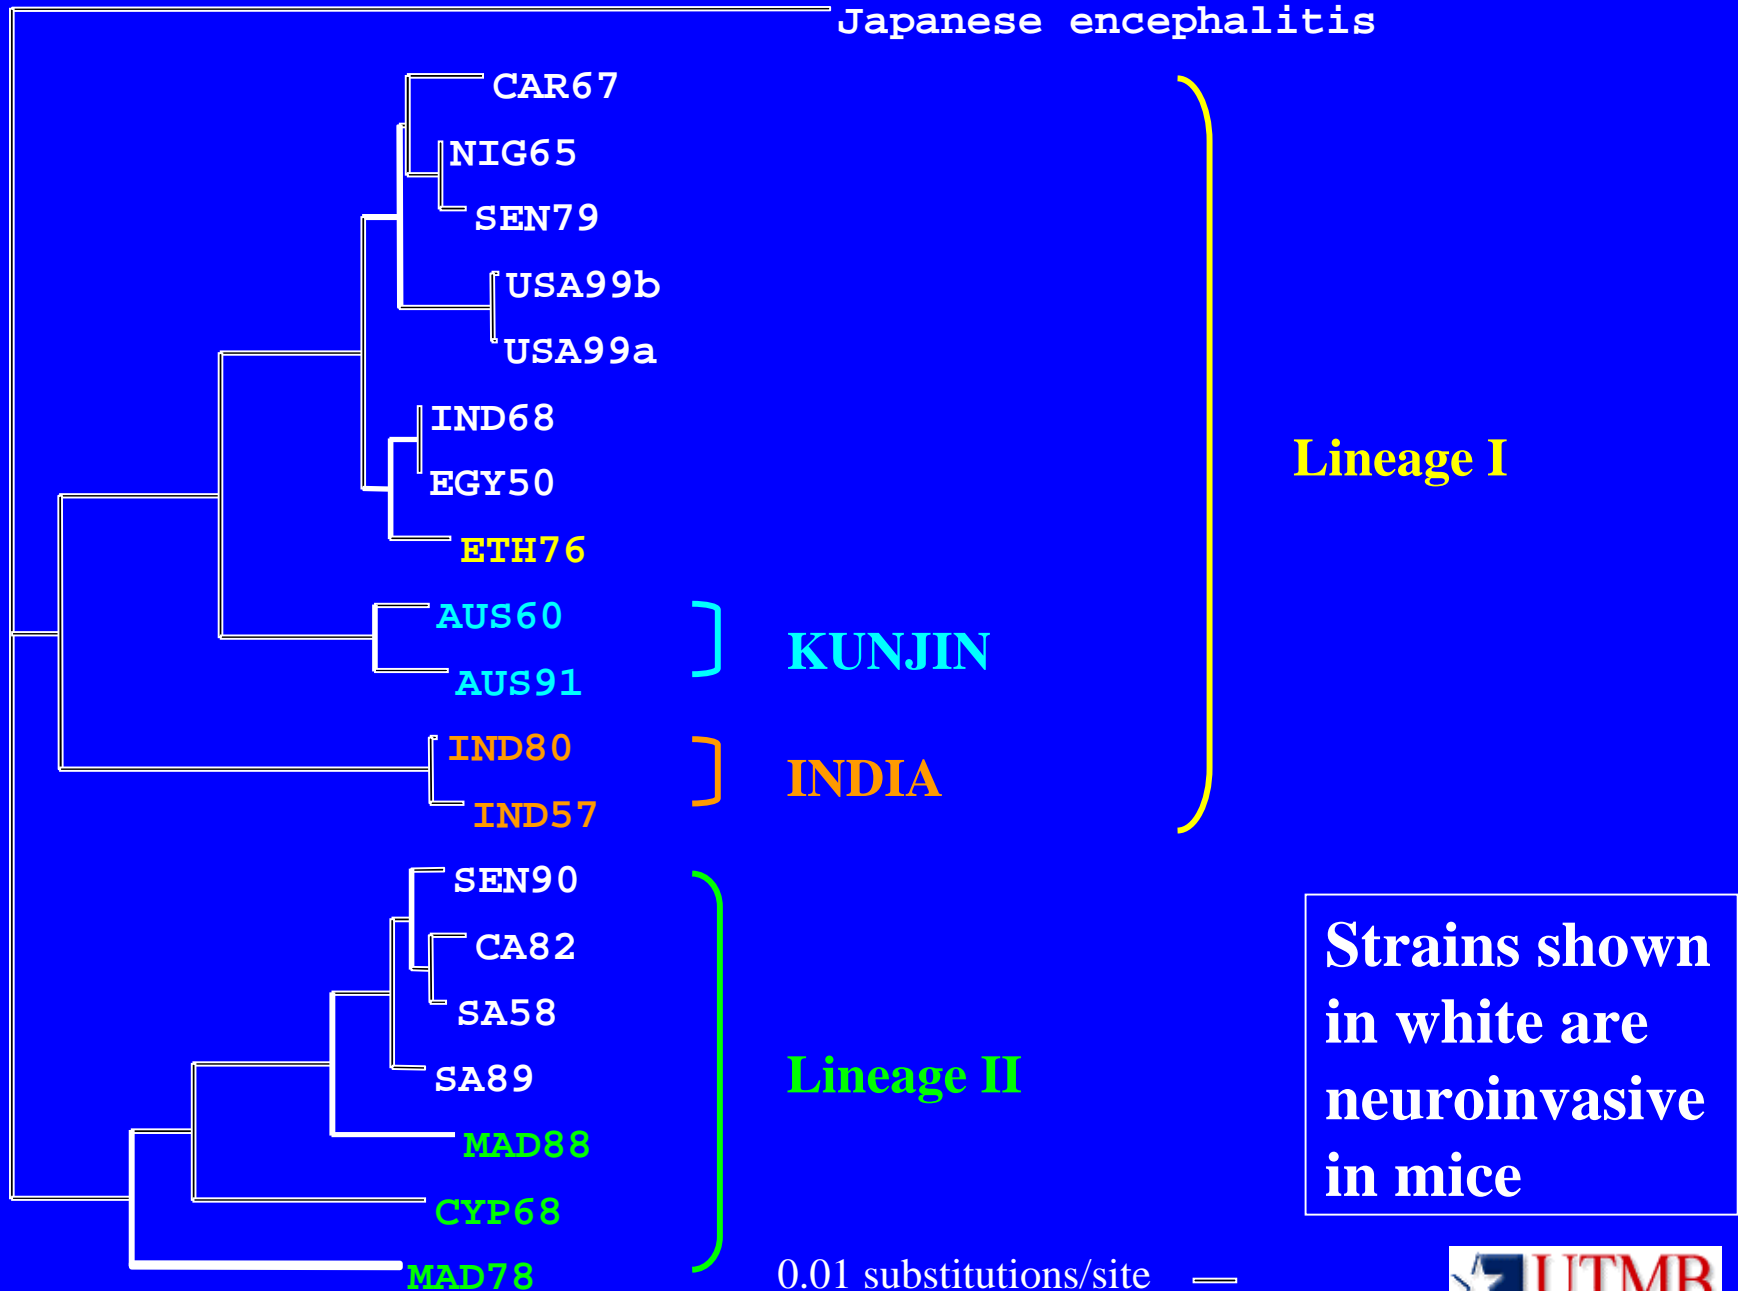 Japanese encephalitis
CAR67
NIG65
SEN79
USA99b
USA99a
IND68
EGY50
ETH76
Lineage I
AUS60
KUNJIN
AUS91
IND80
INDIA
IND57
SEN90
CA82
SA58
SA89
Lineage II
MAD88
CYP68
MAD78
Strains shown
in white are
neuroinvasive
in mice
0.01 substitutions/site
UTMB